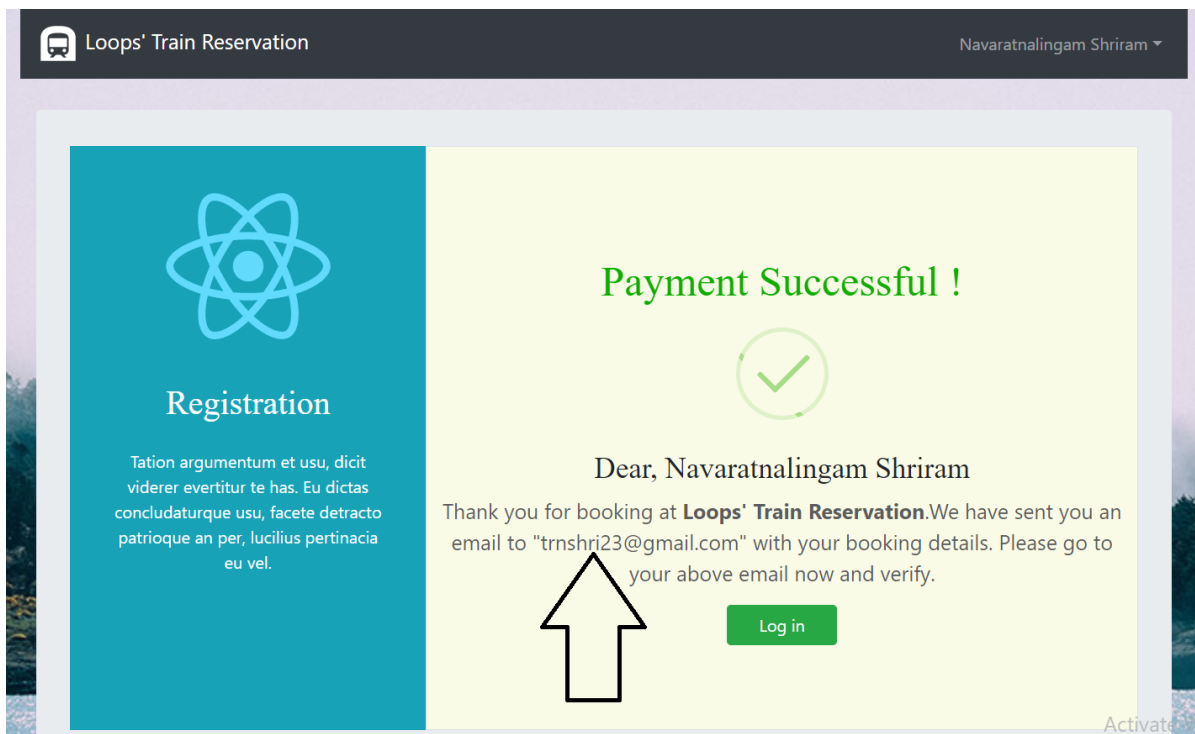 Loops' Train Reservation
Navaratnalingam Shriram
Registration
Tation argumentum et usu, dicit
viderer evertitur te has. Eu dictas
concludaturque usu, facete detracto
patrioque an per, lucilius pertinacia
eu vel.
Payment Successful !
Dear, Navaratnalingam Shriram
Thank you for booking at Loops' Train Reservation.We have sent you an
email to "trnshri23@gmail.com" with your booking details. Please go to
your above email now and verify.
Log in
Activate